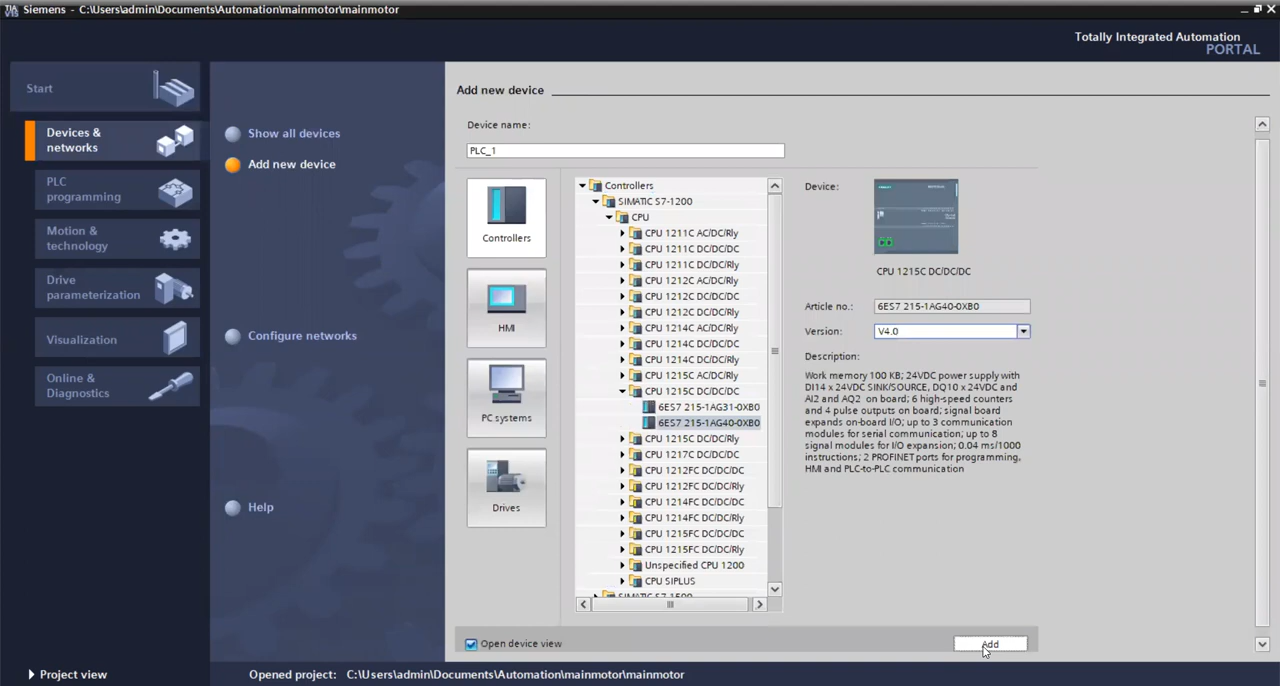 TIA
V15
Siemens - C:\Users\admin\Documents\Automation\mainmotor\mainmotor
Totally Integrated Automation
PORTAL
Start
Devices &
networks
PLC
programming
Motion &
technology
Drive
parameterization
Visualization
Online &
Diagnostics
Show all devices
Add new device
Configure networks
Help
Add new device
Device name:
PLC_1
Controllers
HMI
PC systems
Drives
Controllers
SIMATIC S7-1200
CPU
CPU 1211C AC/DC/Rly
CPU 1211C DC/DC/DC
CPU 1211C DC/DC/Rly
CPU 1212C AC/DC/Rly
CPU 1212C DC/DC/DC
CPU 1212C DC/DC/Rly
CPU 1214C AC/DC/Rly
CPU 1214C DC/DC/DC
CPU 1214C DC/DC/Rly
CPU 1215C AC/DC/Rly
CPU 1215C DC/DC/DC
6ES7 215-1AG31-0XB0
6ES7 215-1AG40-0XB0
CPU 1215C DC/DC/Rly
CPU 1217C DC/DC/DC
CPU 1212FC DC/DC/DC
CPU 1212FC DC/DC/Rly
CPU 1214FC DC/DC/DC
CPU 1214FC DC/DC/Rly
CPU 1215FC DC/DC/DC
CPU 1215FC DC/DC/Rly
Unspecified CPU 1200
CPU SIPLUS
SIMATIC S7-1500
Device:
CPU 1215C DC/DC/DC
Article no.:
6ES7 215-1AG40-0XB0
Version:
V4.0
Description:
Work memory 100 KB; 24VDC power supply with
DI14 x 24VDC SINK/SOURCE, DQ10 x 24VDC and
AI2 and AQ2 on board; 6 high-speed counters
and 4 pulse outputs on board; signal board
expands on-board I/O; up to 3 communication
modules for serial communication; up to 8
signal modules for I/O expansion; 0.04 ms/1000
instructions; 2 PROFINET ports for programming,
HMI and PLC-to-PLC communication
Open device view
Add
Project view
Opened project: C:\Users\admin\Documents\Automation\mainmotor\mainmotor